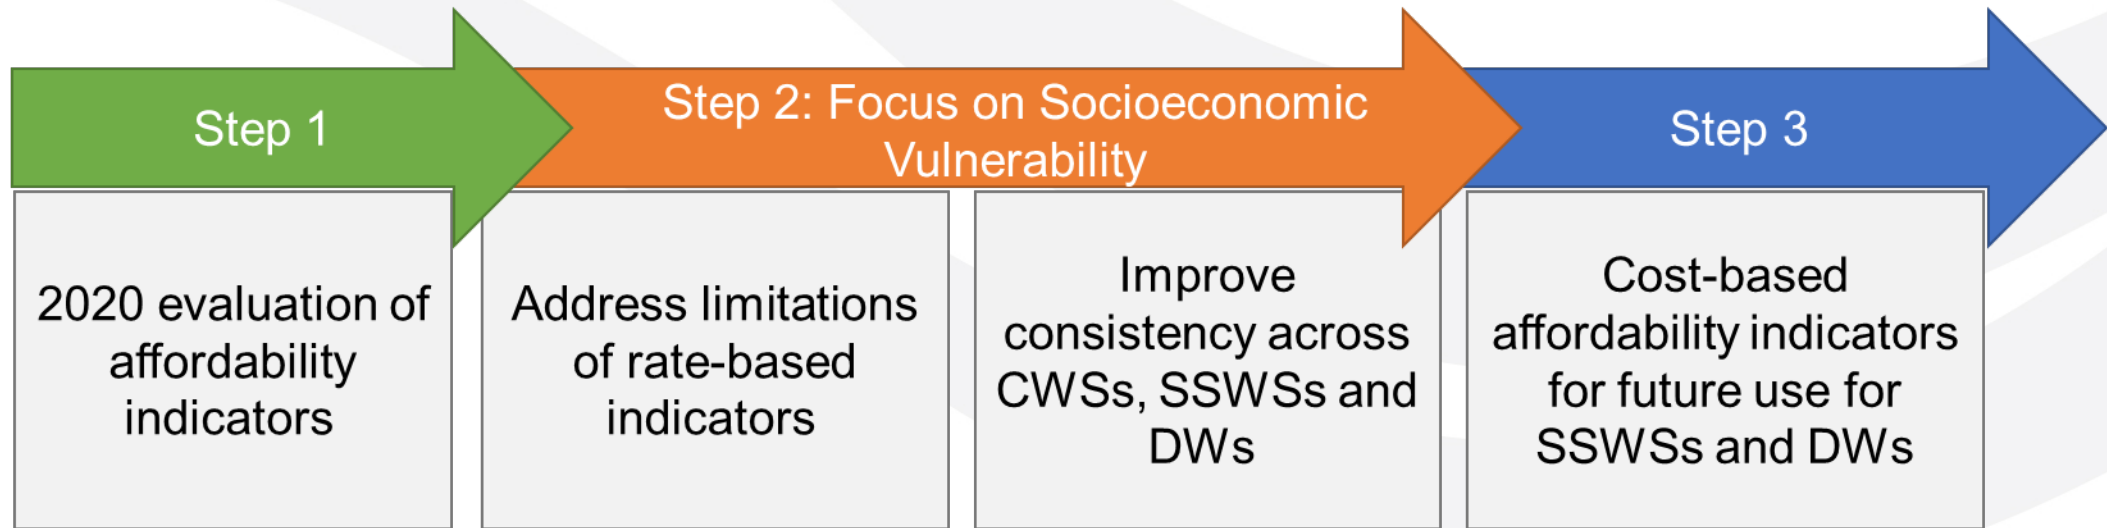 Step 1
Step 2: Focus on Socioeconomic
Vulnerability
Step 3
2020 evaluation of
affordability
indicators
Address limitations
of rate-based
indicators
Improve
consistency across
CWSs, SSWSs and
DWs
Cost-based
affordability indicators
for future use for
SSWSs and DWs